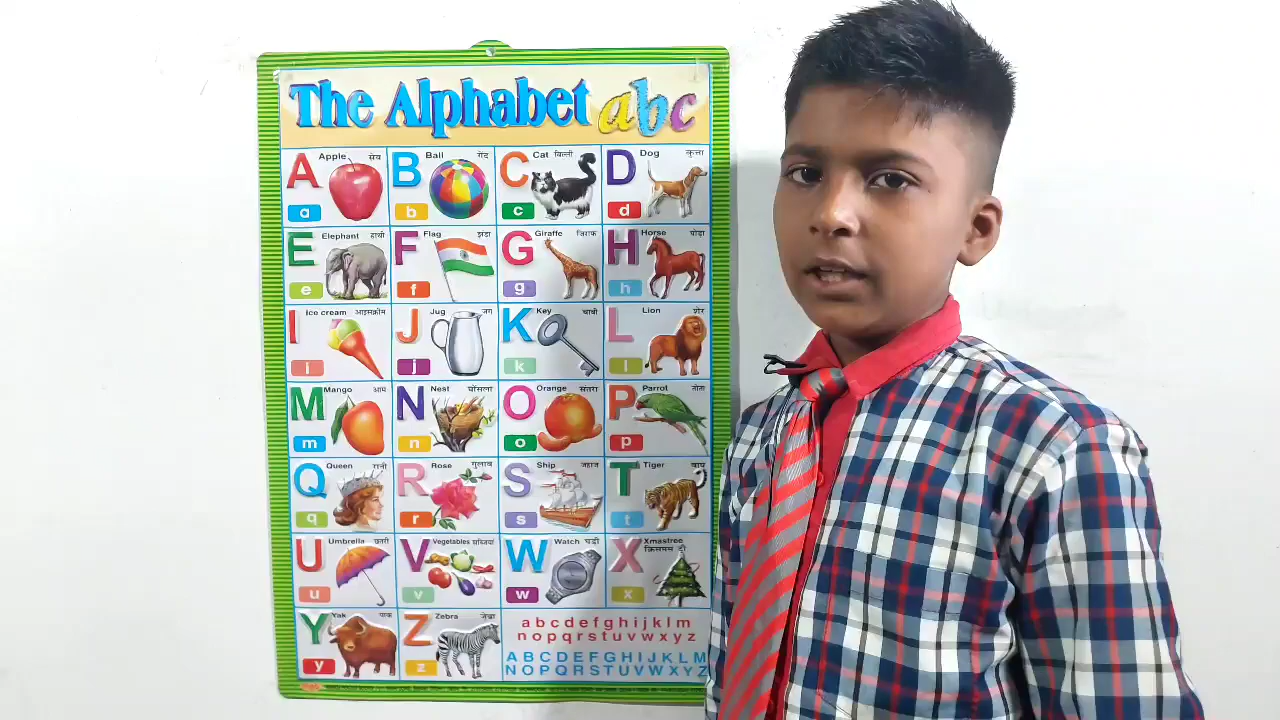 The Alphabet abc
A Apple सेव a
B Ball गेंद b
C Cat बिल्ली c
D Dog कुत्ता d
E Elephant हाथी e
F Flag झंडा f
G Giraffe जिराफ g
H Horse घोड़ा h
I Ice cream आइसक्रीम i
J Jug जग j
K Key चाबी k
L Lion शेर l
M Mango आम m
N Nest घोंसला n
O Orange संतरा o
P Parrot तोता p
Q Queen रानी q
R Rose गुलाब r
S Ship जहाज s
T Tiger बाघ t
U Umbrella छतरी u
V Vegetables सब्जियां v
W Watch घड़ी w
X Xmastree
क्रिसमस ट्री x
Y Yak याक y
Z Zebra जेब्रा z
a b c d e f g h i j k l m
n o p q r s t u v w x y z
A B C D E F G H I J K L M
N O P Q R S T U V W X Y Z